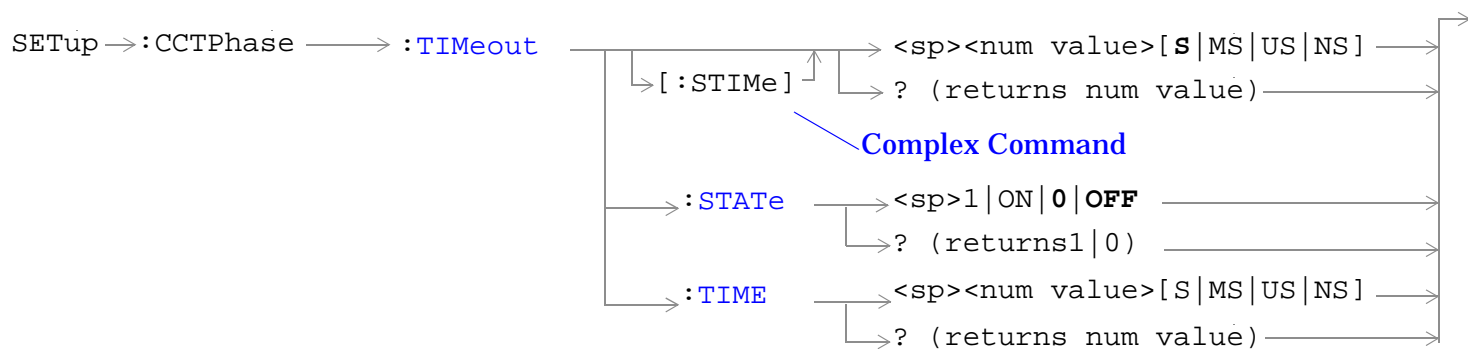 SETup :CCTPhase :TIMeout <sp><num value>[S|MS|US|NS]
[:STIMe] ? (returns num value)
Complex Command
:STATe <sp>1|ON|0|OFF
? (returns1|0)
:TIME <sp><num value>[S|MS|US|NS]
? (returns num value)